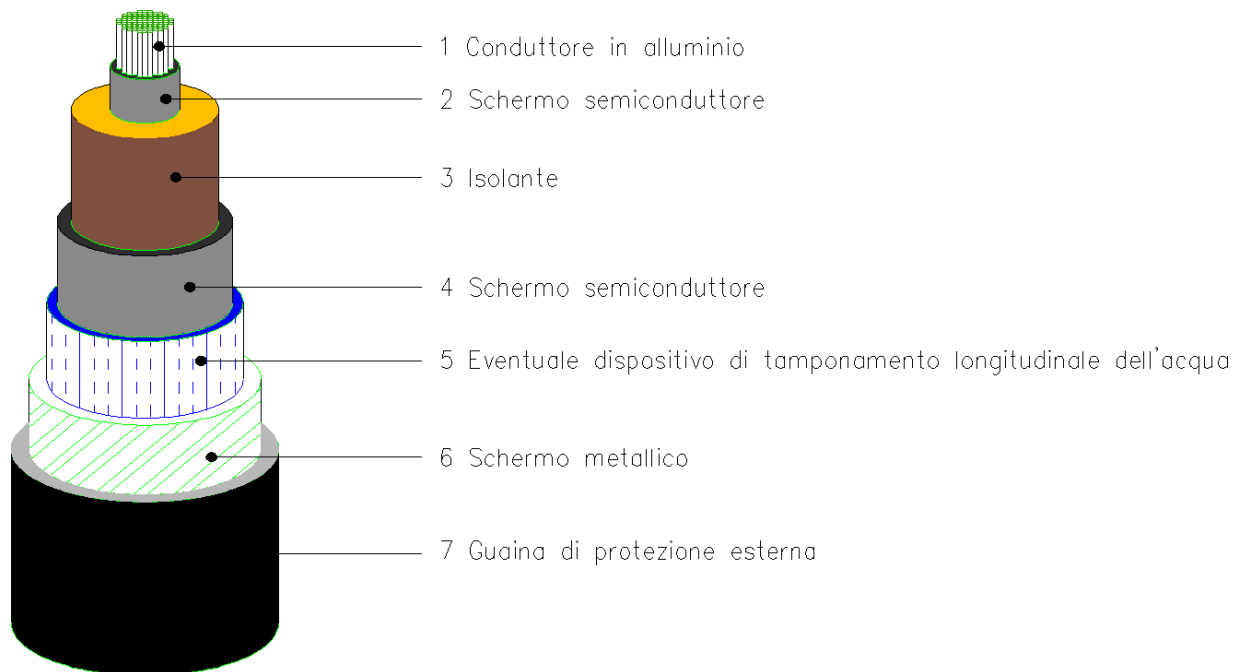 1 Conduttore in alluminio
2 Schermo semiconduttore
3 Isolante
4 Schermo semiconduttore
5 Eventuale dispositivo di tamponamento longitudinale dell'acqua
6 Schermo metallico
7 Guaina di protezione esterna